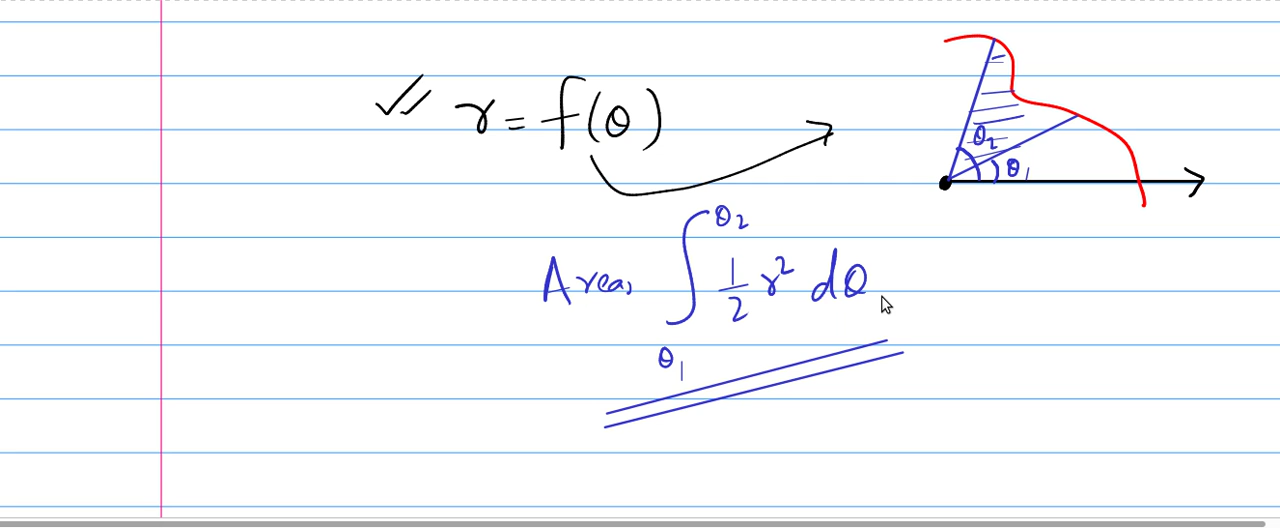 r = f(θ)
θ₂
θ₁
Area, ∫_{θ₁}^{θ₂} 1/2 r² dθ